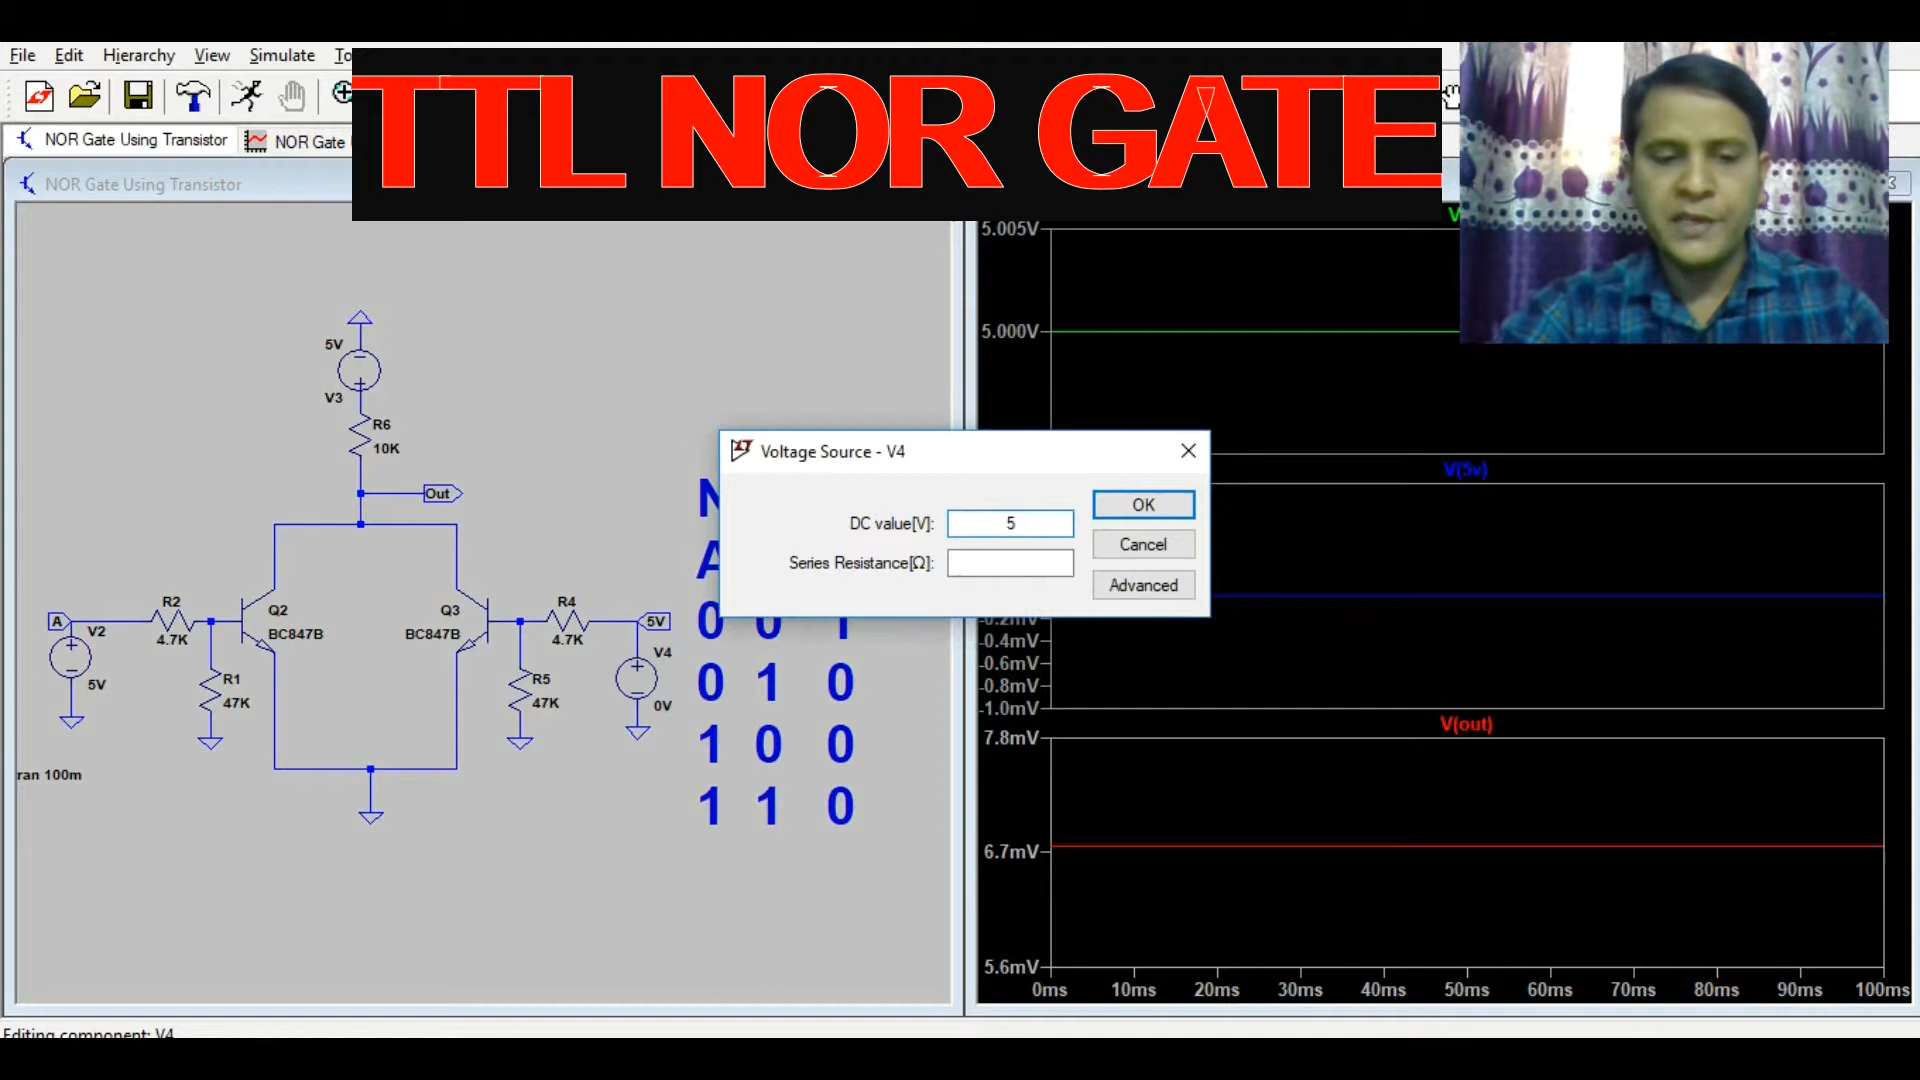 File Edit Hierarchy View Simulate To
TTL NOR GATE
NOR Gate Using Transistor
NOR Gate
NOR Gate Using Transistor
5.005V
5.000V
5V
V3
R6
10K
Out
Voltage Source - V4
DC value[V]: 5
Series Resistance[Ω]:
OK
Cancel
Advanced
V(5v)
-0.2mV
-0.4mV
-0.6mV
-0.8mV
-1.0mV
V(out)
7.8mV
6.7mV
5.6mV
0ms 10ms 20ms 30ms 40ms 50ms 60ms 70ms 80ms 90ms 100ms
A
V2
5V
R2
4.7K
R1
47K
Q2
BC847B
Q3
BC847B
R4
4.7K
R5
47K
5V
V4
0V
N
A
0 0 1
0 1 0
1 0 0
1 1 0
ran 100m
Editing component: V4